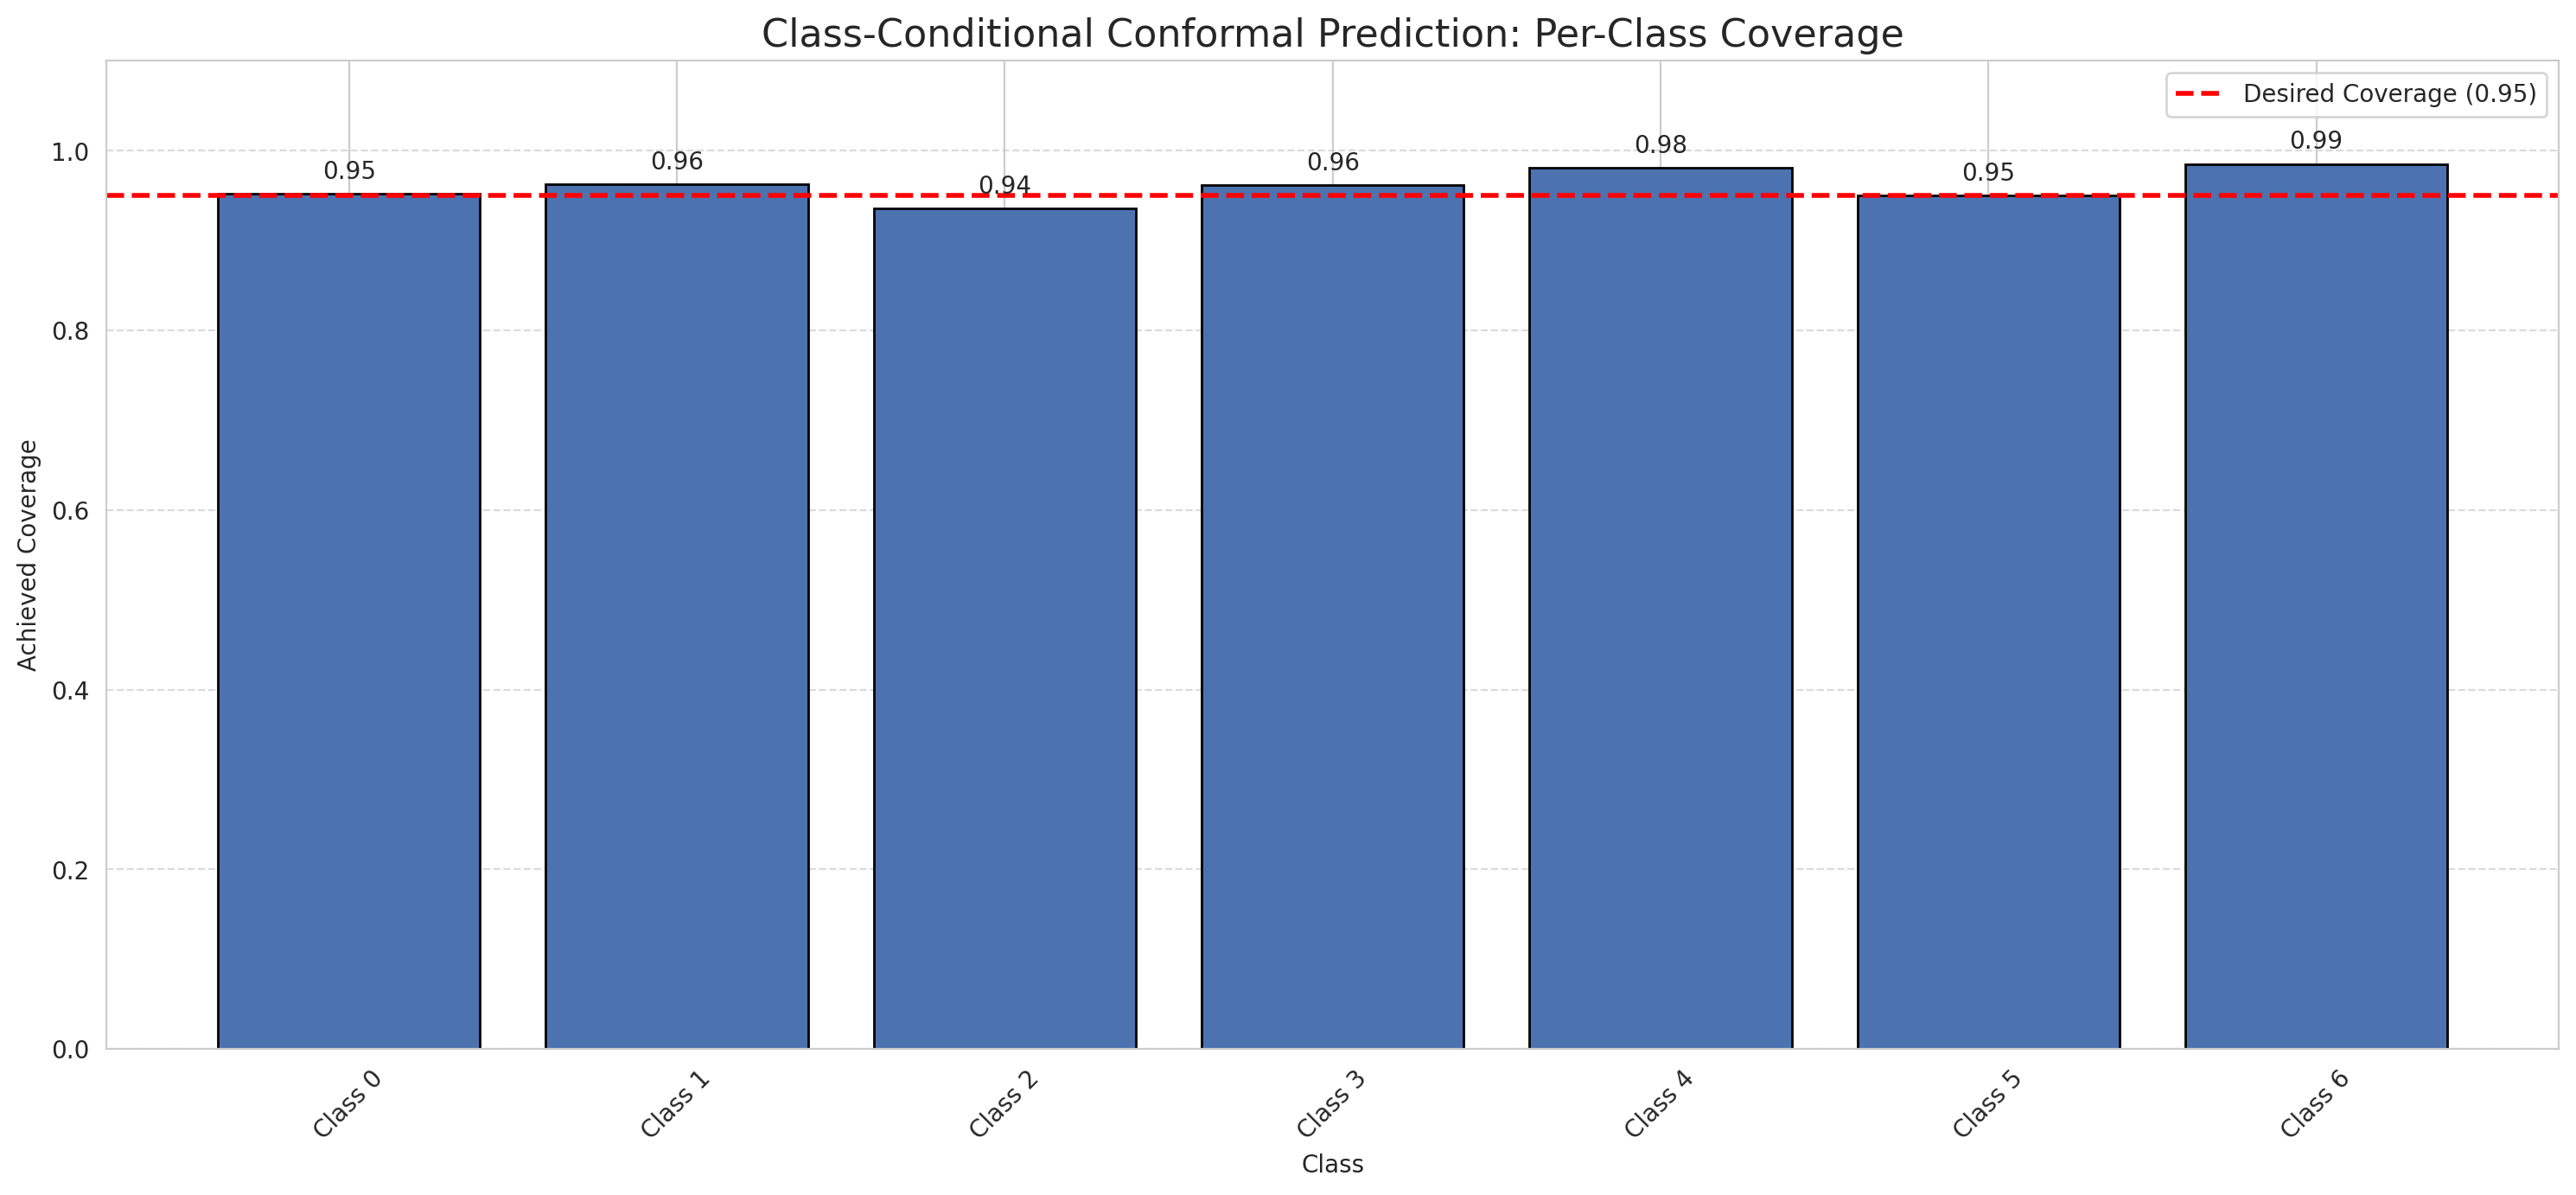 Class-Conditional Conformal Prediction: Per-Class Coverage
Desired Coverage (0.95)
0.95
0.96
0.94
0.96
0.98
0.95
0.99
Achieved Coverage
1.0
0.8
0.6
0.4
0.2
0.0
Class 0
Class 1
Class 2
Class 3
Class 4
Class 5
Class 6
Class